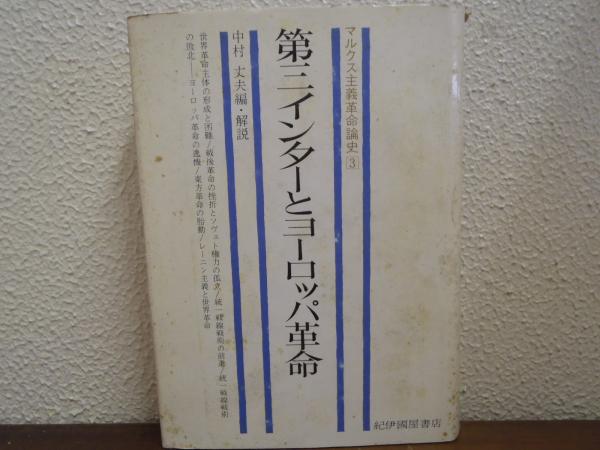 マルクス主義革命論史[3]
第三インターとヨーロッパ革命
中村 丈夫編・解説
世界革命主体の形成と困難/戦後革命の挫折とソヴェト権力の孤立/統一戦線戦術の前進/統一戦線戦術
の敗北——ヨーロッパ革命の逸機/東方革命の胎動/レーニン主義と世界革命
紀伊國屋書店